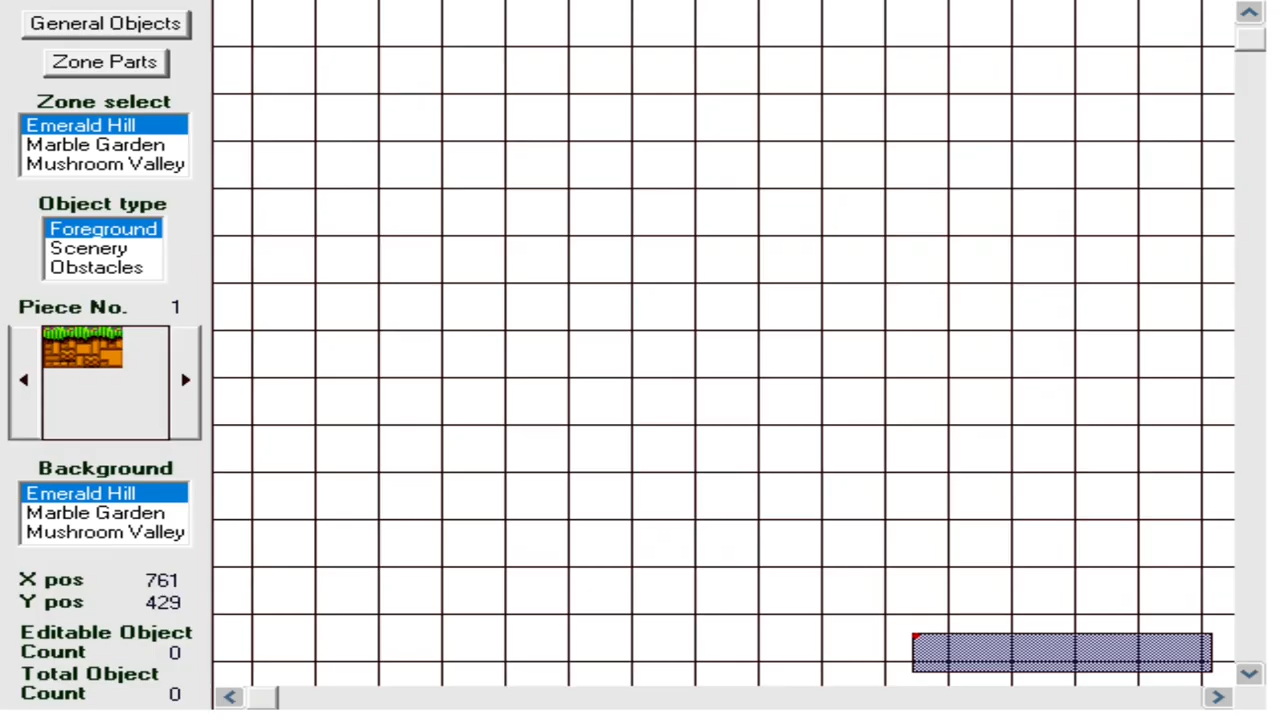 General Objects
Zone Parts
Zone select
Emerald Hill
Marble Garden
Mushroom Valley
Object type
Foreground
Scenery
Obstacles
Piece No. 1
Background
Emerald Hill
Marble Garden
Mushroom Valley
X pos 761
Y pos 429
Editable Object
Count 0
Total Object
Count 0